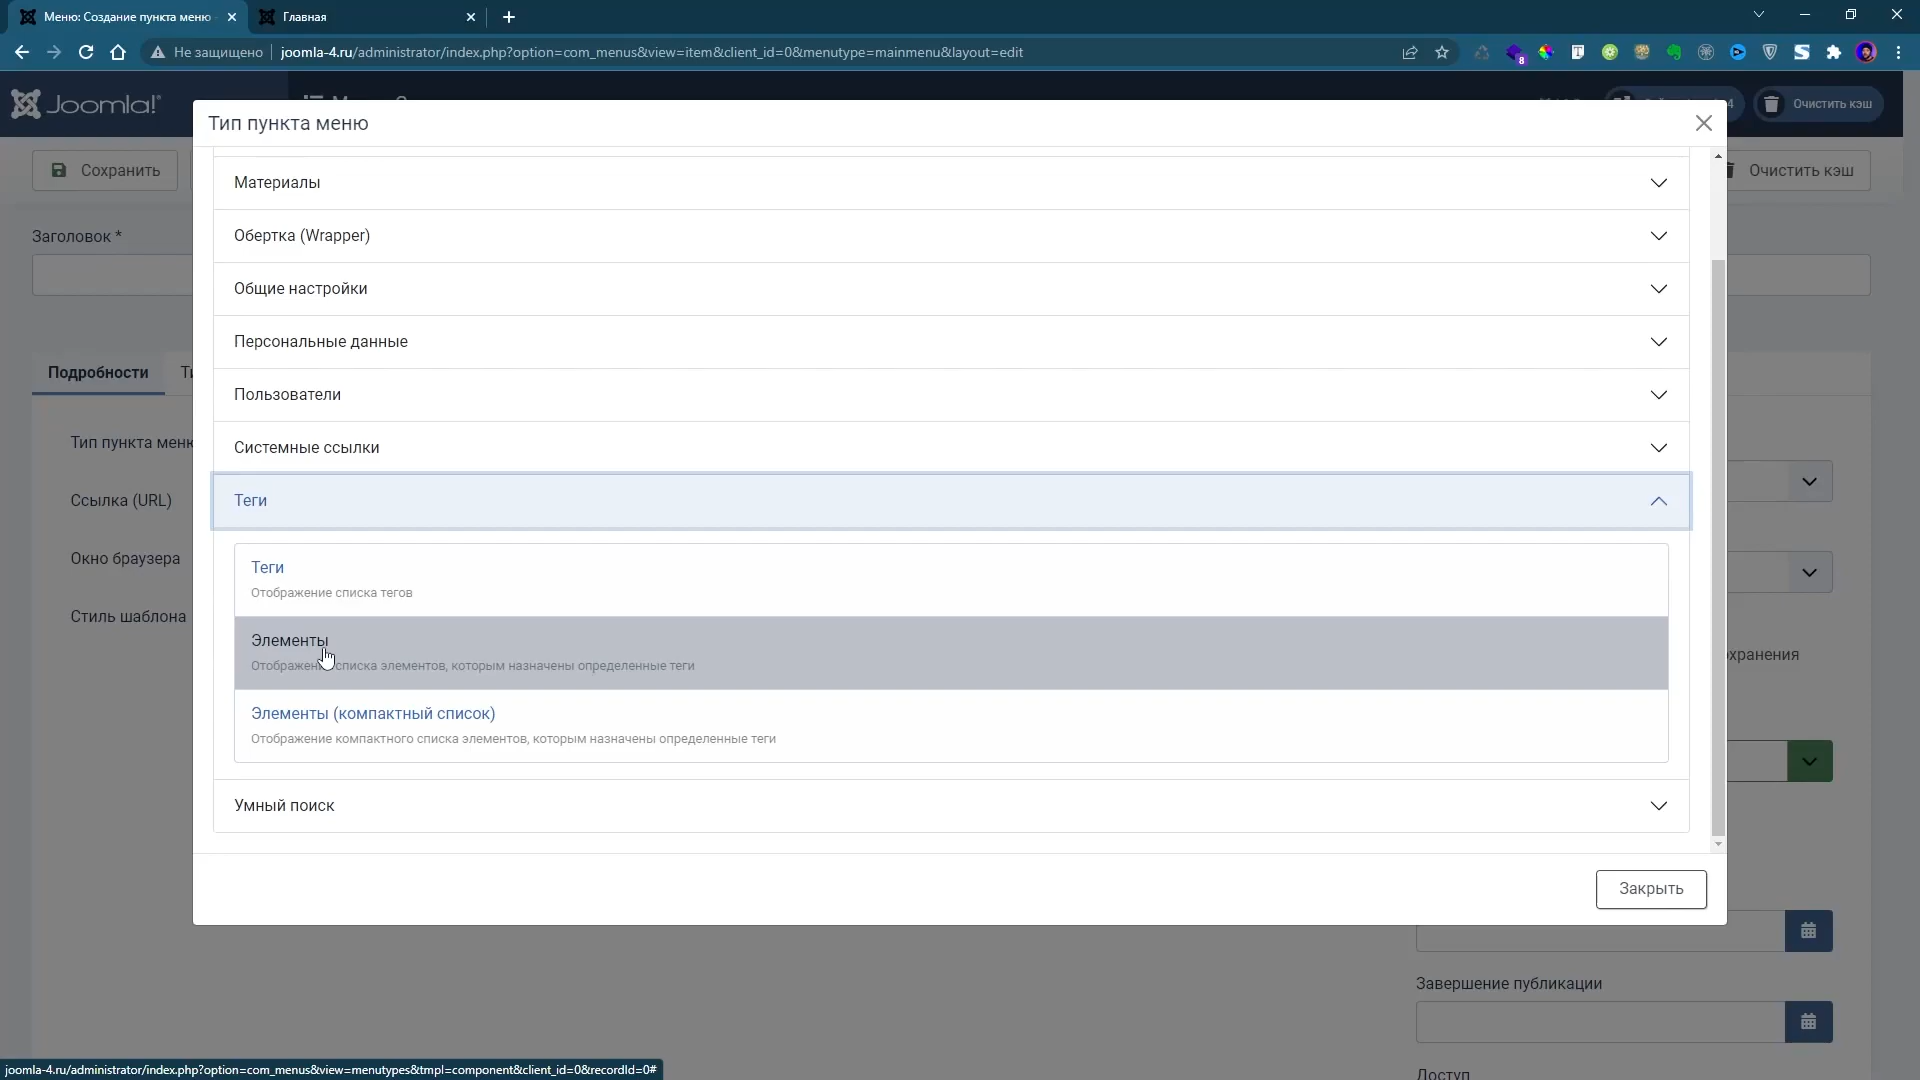 Меню: Создание пункта меню
Главная
Не защищено
joomla-4.ru/administrator/index.php?option=com_menus&view=item&client_id=0&menutype=mainmenu&layout=edit
8
Joomla!
4
Очистить кэш
Тип пункта меню
Сохранить
Очистить кэш
Материалы
Заголовок *
Обертка (Wrapper)
Общие настройки
Персональные данные
Подробности
Пользователи
Тип пункта меню
Системные ссылки
Ссылка (URL)
Теги
Окно браузера
Теги
Отображение списка тегов
Стиль шаблона
Элементы
Отображен списка элементов, которым назначены определенные теги
хранения
Элементы (компактный список)
Отображение компактного списка элементов, которым назначены определенные теги
Умный поиск
Закрыть
Завершение публикации
Доступ
joomla-4.ru/administrator/index.php?option=com_menus&view=menutypes&tmpl=component&client_id=0&recordId=0#